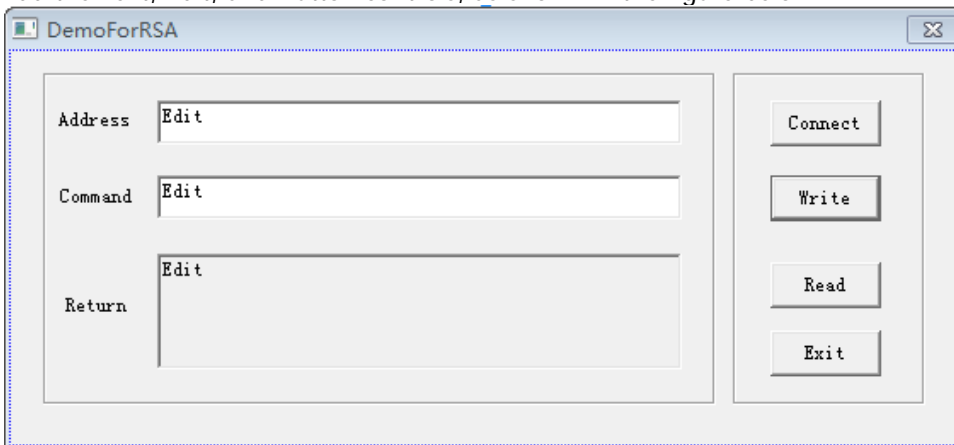 DemoForRSA
Address Edit
Connect
Command Edit
Write
Return Edit
Read
Exit